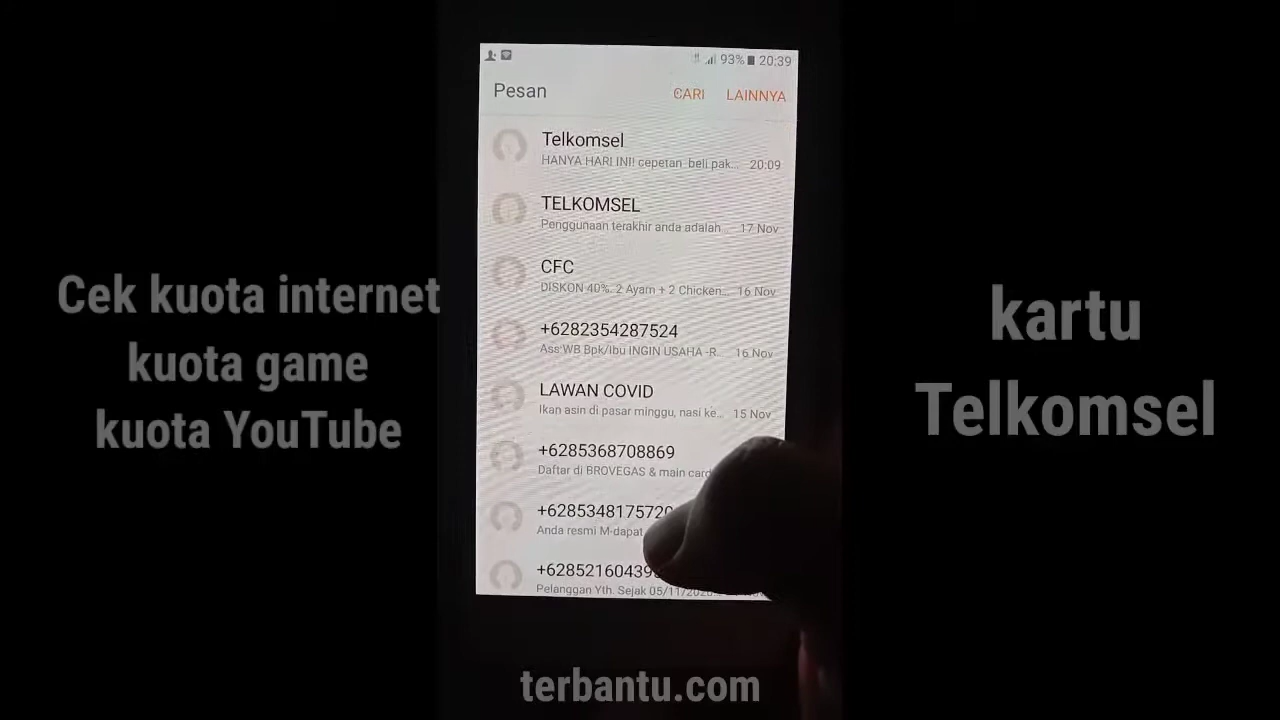 Cek kuota internet
kuota game
kuota YouTube
93% 20:39
Pesan CARI LAINNYA
Telkomsel
HANYA HARI INI! cepetan beli pak... 20:09
TELKOMSEL
Penggunaan terakhir anda adalah 17 Nov
CFC
DISKON 40%. 2 Ayam + 2 Chicken... 16 Nov
+6282354287524
Ass WB Bpk/Ibu INGIN USAHA -R... 16 Nov
LAWAN COVID
Ikan asin di pasar minggu, nasi ke... 15 Nov
+6285368708869
Daftar di BROVEGAS & main card
+6285348175720
Anda resmi M-dapat
+62852160439
Pelanggan Yth. Sejak 05/11/2020
kartu
Telkomsel
terbantu.com